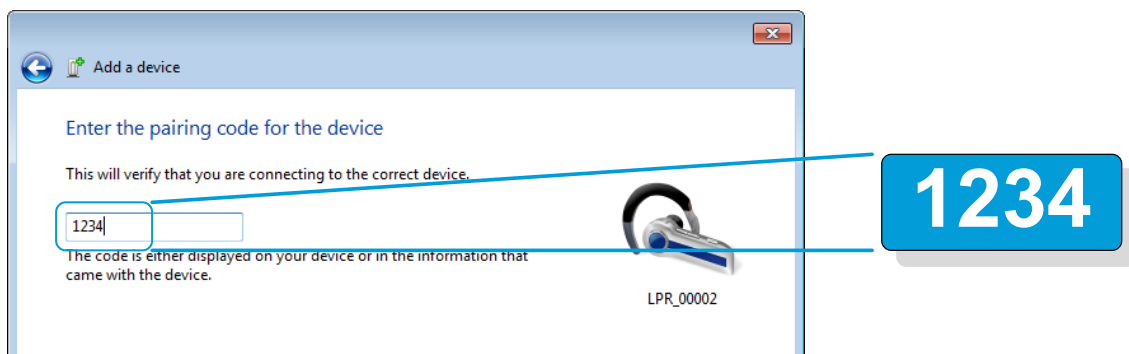 Add a device
Enter the pairing code for the device
This will verify that you are connecting to the correct device.
1234
The code is either displayed on your device or in the information that
came with the device.
LPR_00002
1234